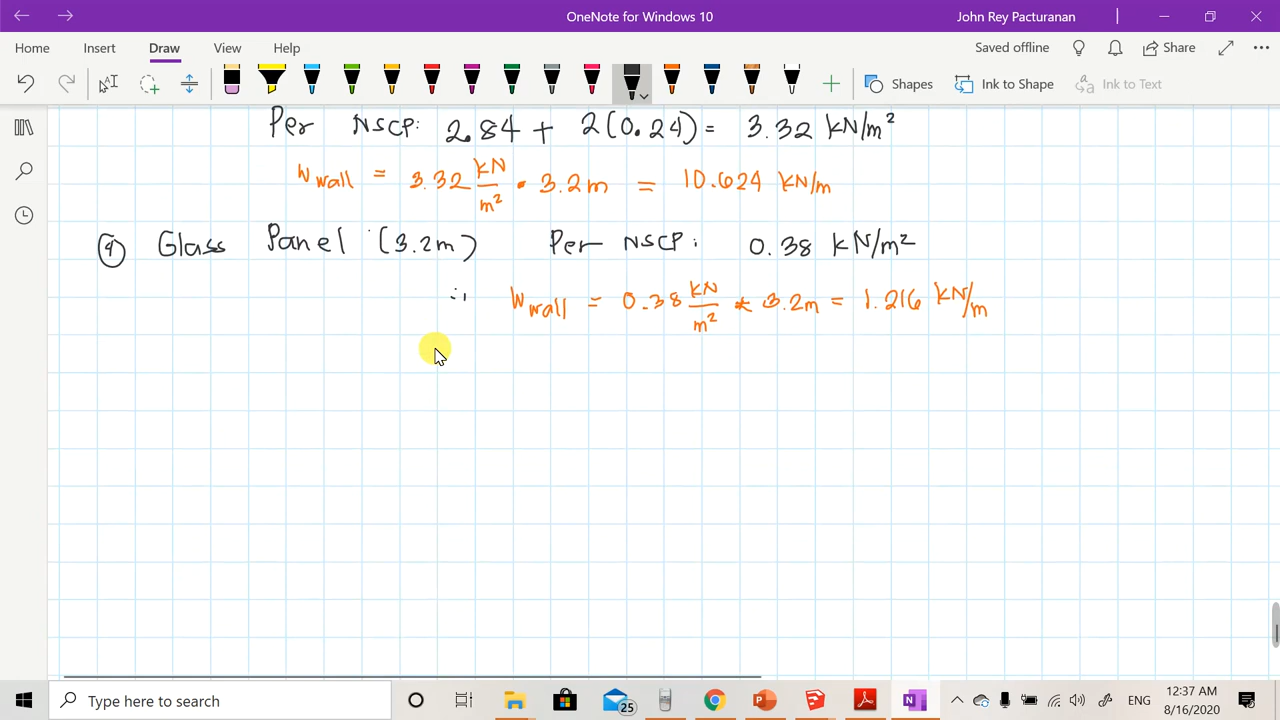 OneNote for Windows 10
John Rey Pacturanan
Home Insert Draw View Help
Saved offline
Share
Shapes
Ink to Shape
Ink to Text
Per NSCP: 2.84 + 2(0.24) = 3.32 KN/m²
W wall = 3.32 KN/m² • 3.2m = 10.624 KN/m
④ Glass Panel (3.2m) Per NSCP: 0.38 KN/m²
∴ W wall = 0.38 KN/m² * 3.2m = 1.216 KN/m
Type here to search
25
ENG
12:37 AM
8/16/2020